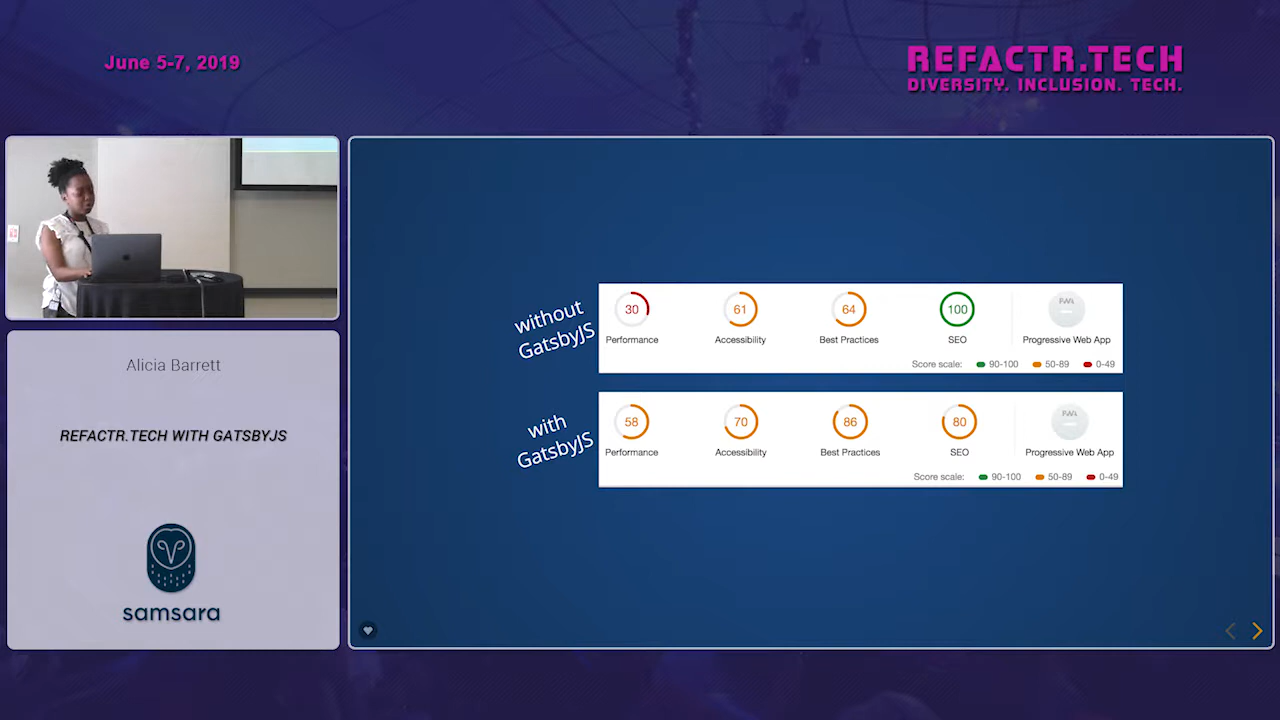 June 5-7, 2019
REFACTR.TECH
DIVERSITY. INCLUSION. TECH.
Alicia Barrett
REFACTR.TECH WITH GATSBYJS
samsara
without
GatsbyJS
30
61
64
100
PWA
Performance
Accessibility
Best Practices
SEO
Progressive Web App
Score scale: 90-100 50-89 0-49
with
GatsbyJS
58
70
86
80
PWA
Performance
Accessibility
Best Practices
SEO
Progressive Web App
Score scale: 90-100 50-89 0-49